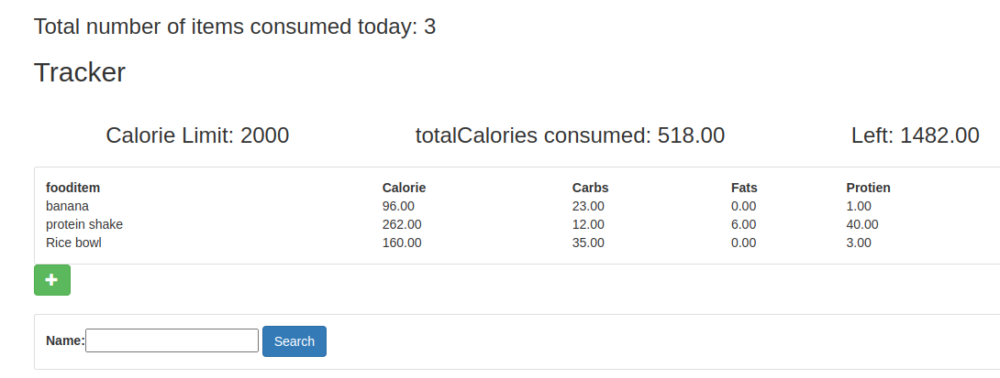 Total number of items consumed today: 3
Tracker
Calorie Limit: 2000 totalCalories consumed: 518.00 Left: 1482.00
fooditem Calorie Carbs Fats Protien
banana 96.00 23.00 0.00 1.00
protein shake 262.00 12.00 6.00 40.00
Rice bowl 160.00 35.00 0.00 3.00
Name: Search